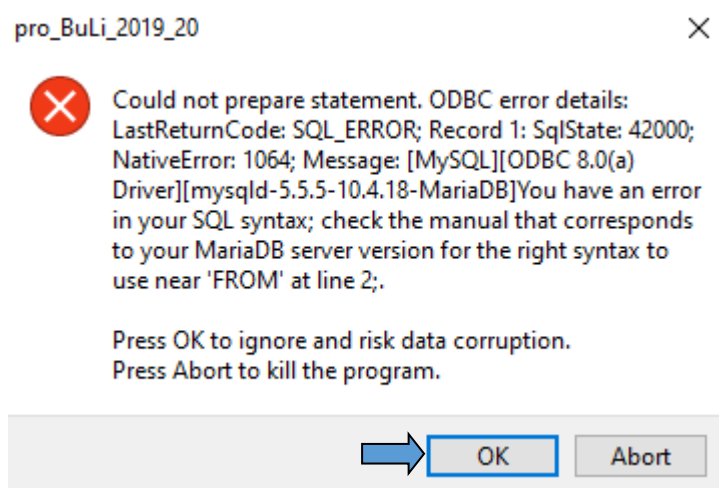 pro_BuLi_2019_20
Could not prepare statement. ODBC error details:
LastReturnCode: SQL_ERROR; Record 1: SqlState: 42000;
NativeError: 1064; Message: [MySQL][ODBC 8.0(a)
Driver][mysqld-5.5.5-10.4.18-MariaDB]You have an error
in your SQL syntax; check the manual that corresponds
to your MariaDB server version for the right syntax to
use near 'FROM' at line 2;.
Press OK to ignore and risk data corruption.
Press Abort to kill the program.
OK
Abort